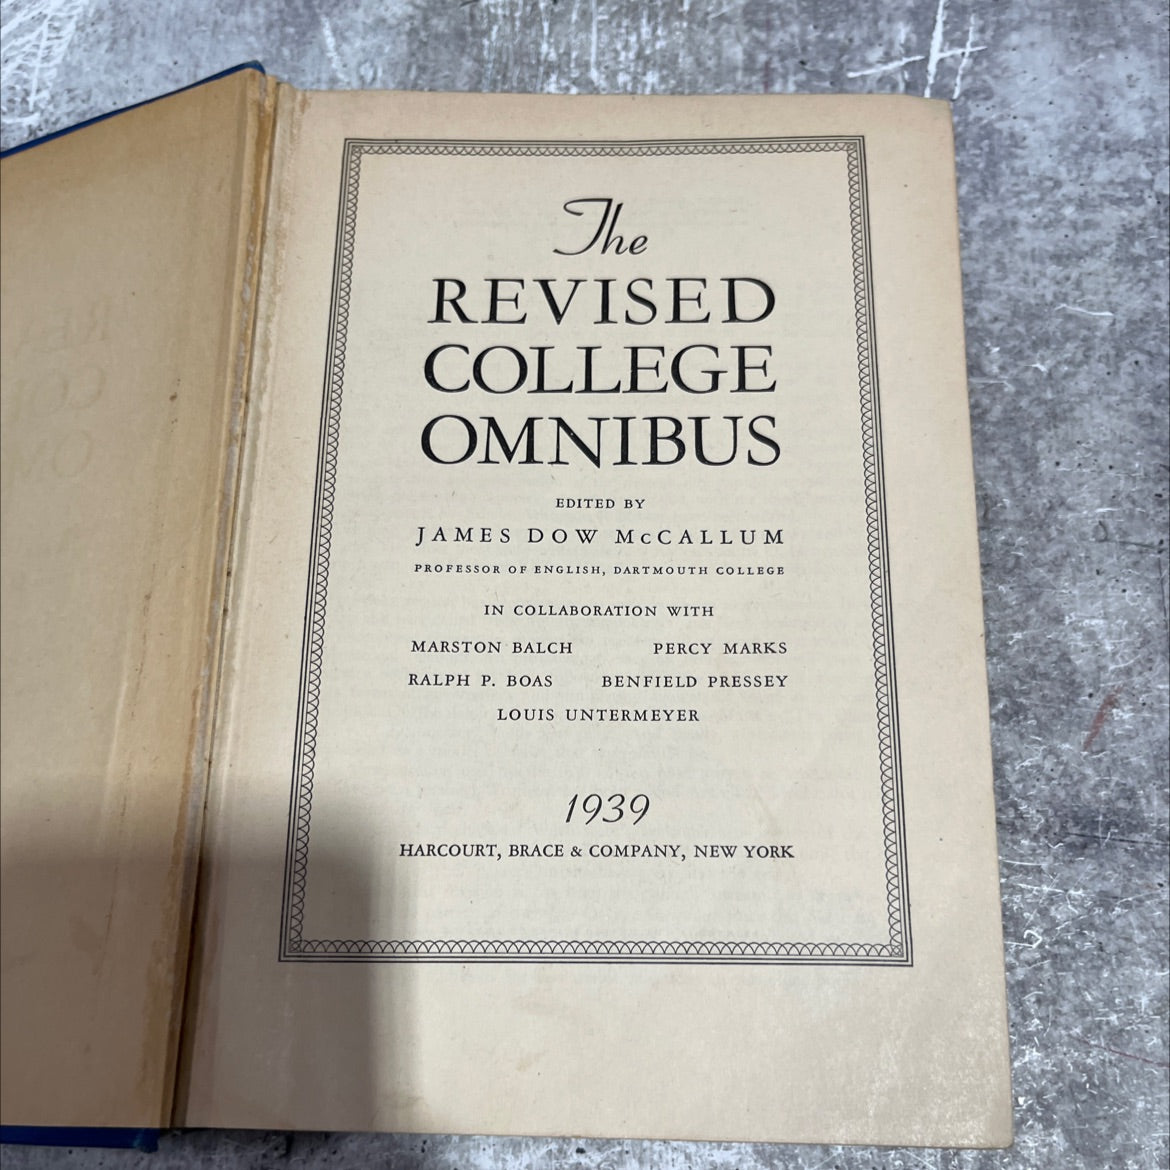 The
REVISED
COLLEGE
OMNIBUS
EDITED BY
JAMES DOW McCALLUM
PROFESSOR OF ENGLISH, DARTMOUTH COLLEGE
IN COLLABORATION WITH
MARSTON BALCH PERCY MARKS
RALPH P. BOAS BENFIELD PRESSEY
LOUIS UNTERMEYER
1939
HARCOURT, BRACE & COMPANY, NEW YORK